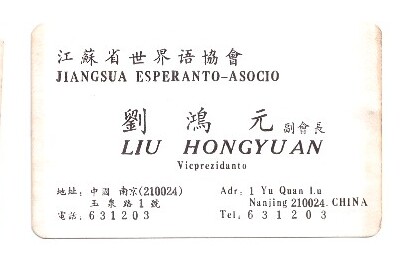 江蘇省世界语協會
JIANGSUA ESPERANTO-ASOCIO
劉 鴻 元 副會長
LIU HONGYUAN
Vicprezidanto
地址: 中國 南京(210024)
玉泉路1號
电話: 631203
Adr: 1 Yu Quan Lu
Nanjing 210024. CHINA
Tel: 631203